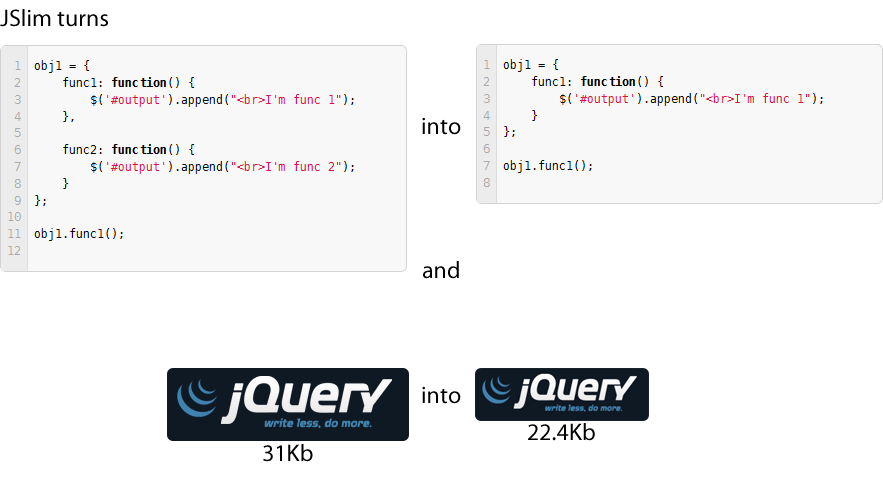 JSlim turns
1 obj1 = {
2     func1: function() {
3         $('#output').append("<br>I'm func 1");
4     },
5
6     func2: function() {
7         $('#output').append("<br>I'm func 2");
8     }
9 };
10
11 obj1.func1();
12
into
1 obj1 = {
2     func1: function() {
3         $('#output').append("<br>I'm func 1");
4     }
5 };
6
7 obj1.func1();
8
and
jQuery
write less, do more.
31Kb
into
jQuery
write less, do more.
22.4Kb